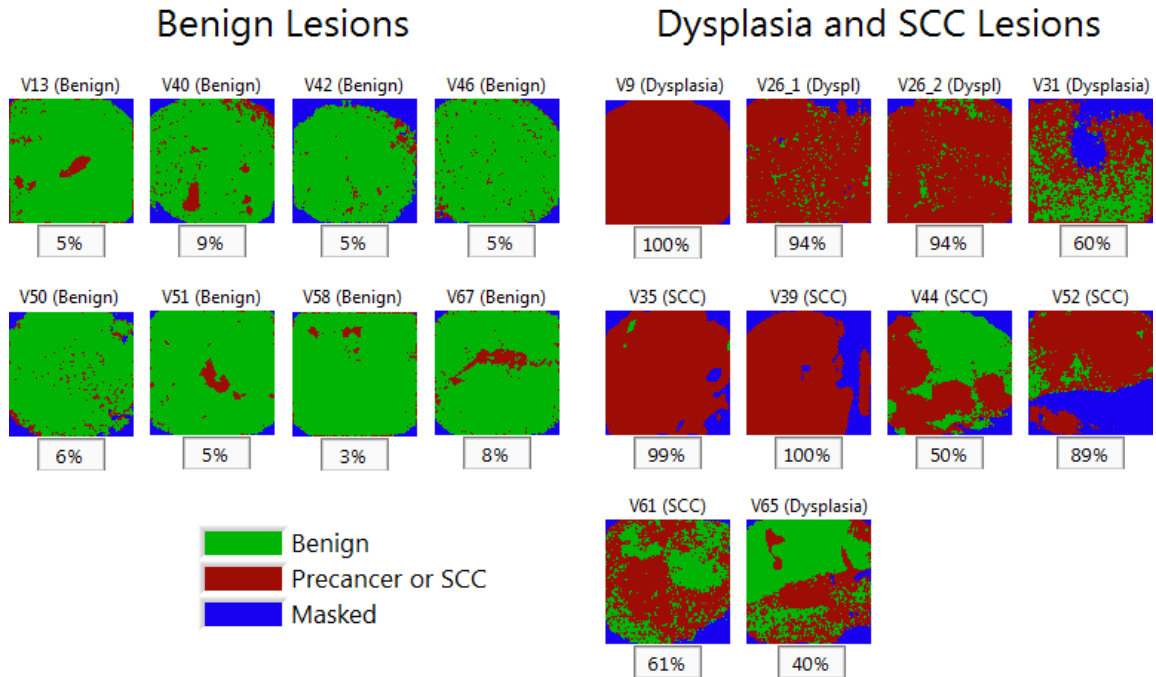 Benign Lesions
Dysplasia and SCC Lesions
V13 (Benign)
V40 (Benign)
V42 (Benign)
V46 (Benign)
V9 (Dysplasia)
V26_1 (Dyspl)
V26_2 (Dyspl)
V31 (Dysplasia)
5%
9%
5%
5%
100%
94%
94%
60%
V50 (Benign)
V51 (Benign)
V58 (Benign)
V67 (Benign)
V35 (SCC)
V39 (SCC)
V44 (SCC)
V52 (SCC)
6%
5%
3%
8%
99%
100%
50%
89%
V61 (SCC)
V65 (Dysplasia)
Benign
Precancer or SCC
Masked
61%
40%